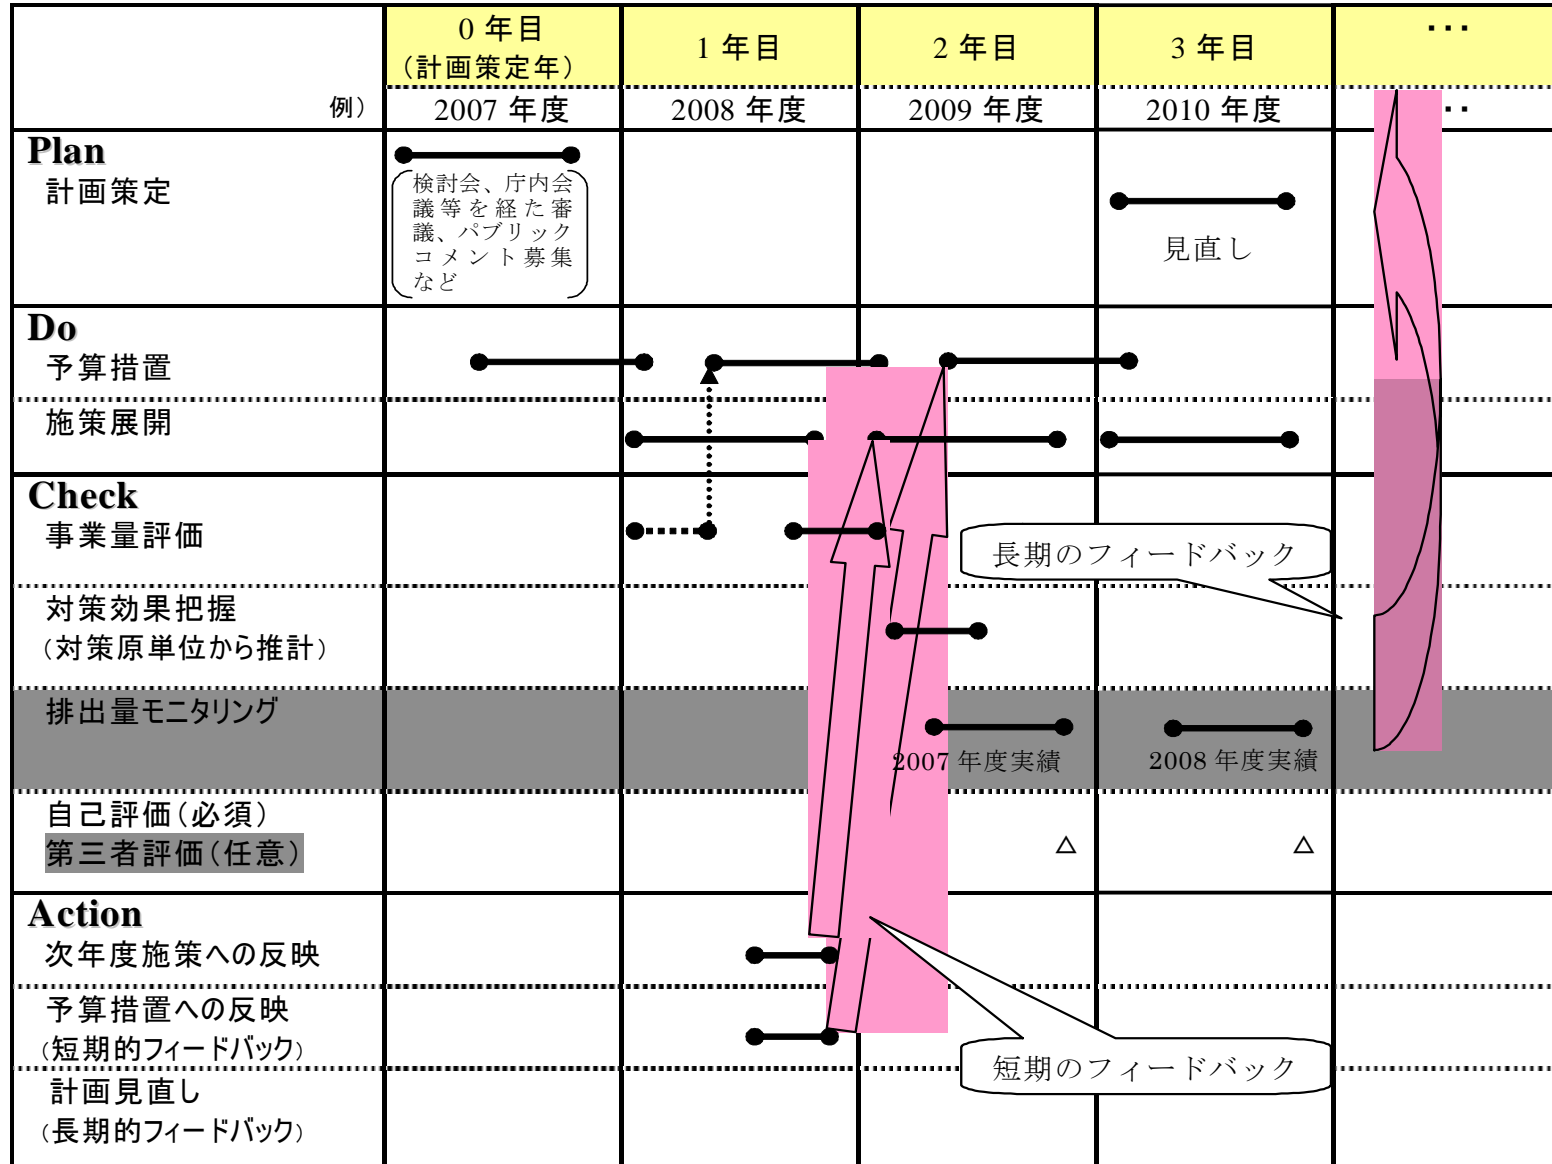 0 年目
(計画策定年)
1 年目
2 年目
3 年目
･･･
例)
2007 年度
2008 年度
2009 年度
2010 年度
･･
Plan
計画策定
検討会、庁内会
議等を経た審
議、パブリック
コメント募集
など
見直し
Do
予算措置
施策展開
Check
事業量評価
長期のフィードバック
対策効果把握
(対策原単位から推計)
排出量モニタリング
2007 年度実績
2008 年度実績
自己評価(必須)
第三者評価(任意)
△
△
Action
次年度施策への反映
予算措置への反映
(短期的フィードバック)
短期のフィードバック
計画見直し
(長期的フィードバック)